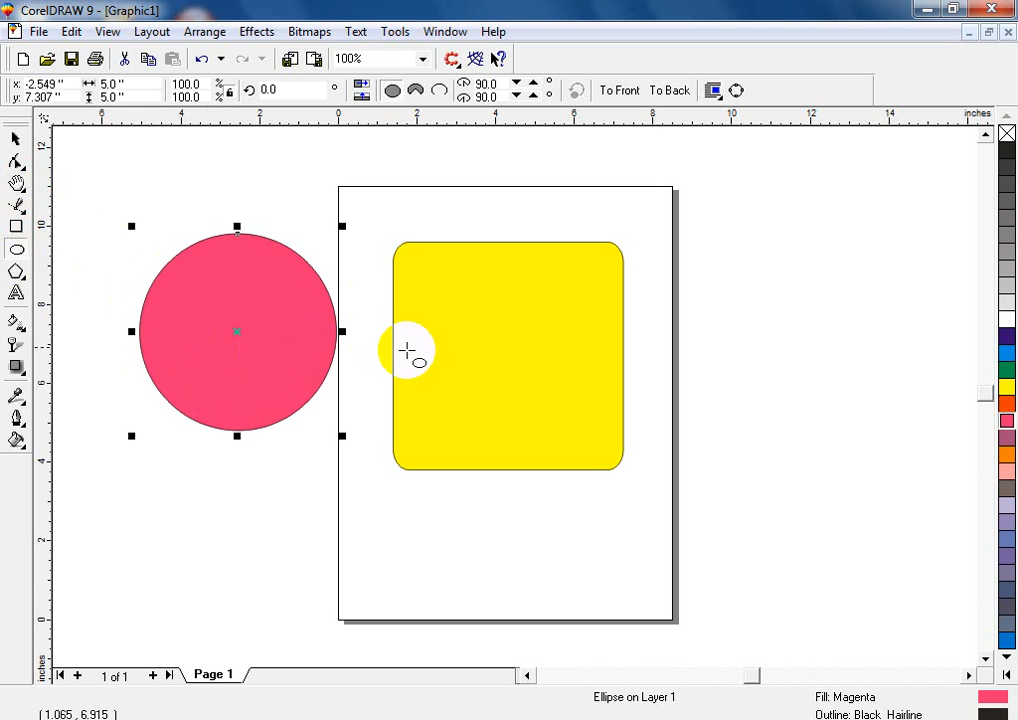 CorelDRAW 9 - [Graphic1]
File Edit View Layout Arrange Effects Bitmaps Text Tools Window Help
100%
x: -2.549 " 5.0 " 100.0 % 0.0 ° 90.0 ° To Front To Back
y: 7.307 " 5.0 " 100.0 % 90.0 °
6 4 2 0 2 4 6 8 10 12 14 inches
12
10
8
6
4
2
0
inches
1 of 1 Page 1
Ellipse on Layer 1 Fill: Magenta
( 1.065 , 6.915 ) Outline: Black Hairline